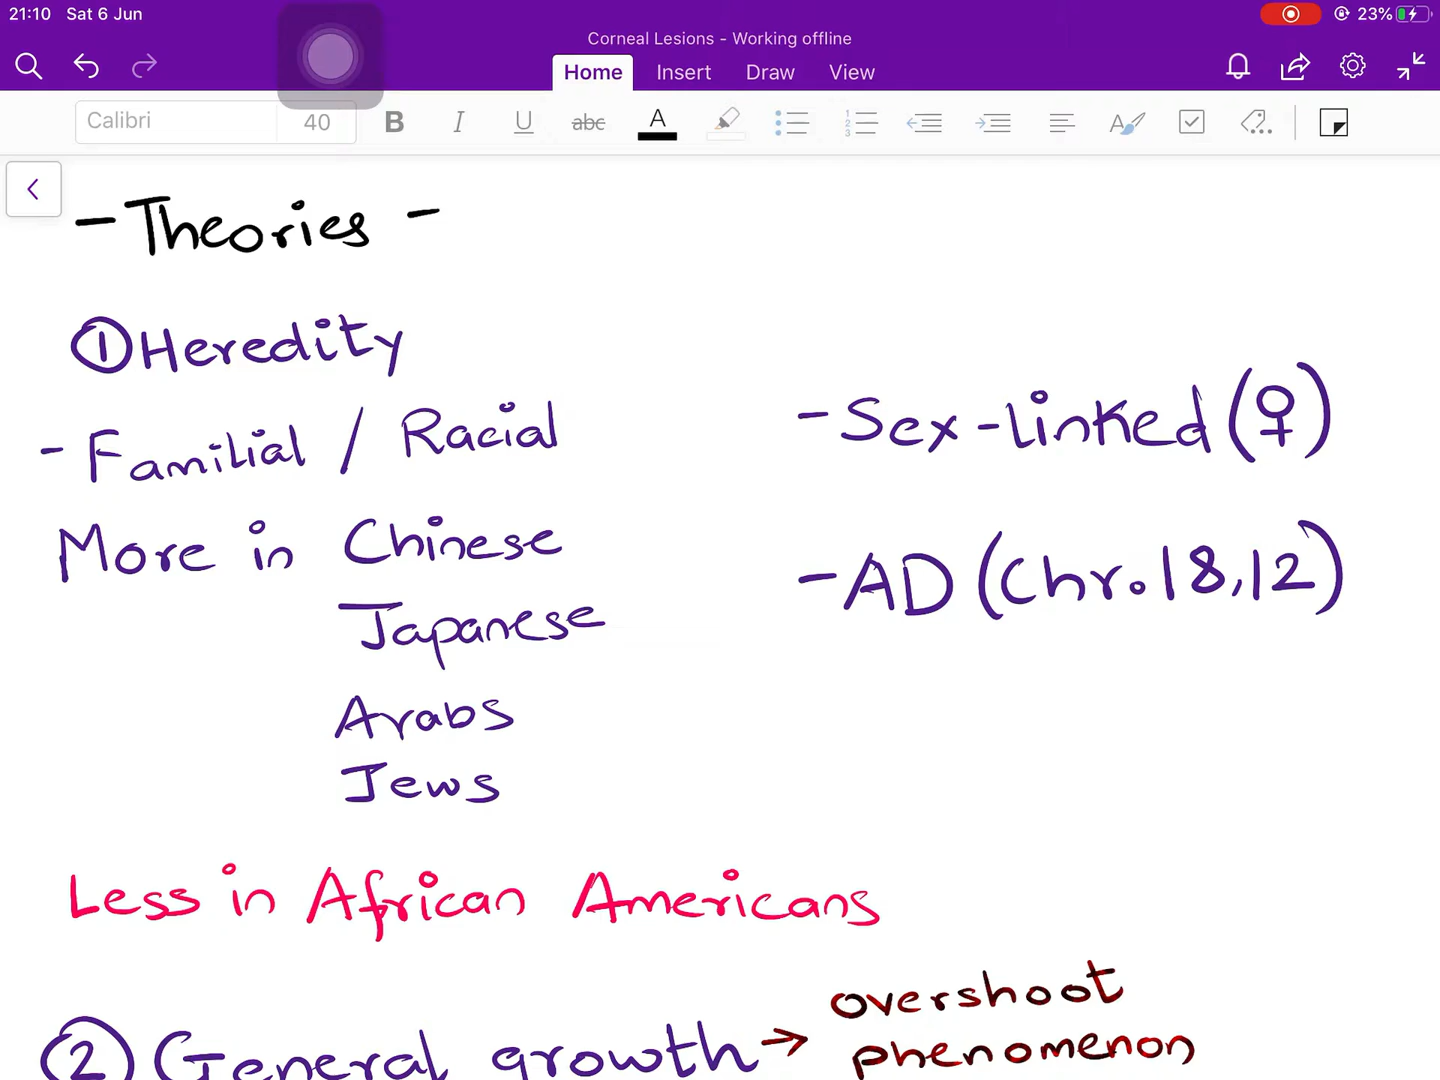 21:10 Sat 6 Jun
23%
Corneal Lesions - Working offline
Home Insert Draw View
Calibri 40 B I U abc A
- Theories -
① Heredity
- Familial / Racial
More in Chinese
Japanese
Arabs
Jews
Less in African Americans
- Sex-linked (♀)
- AD (Chr. 18,12)
② General growth → overshoot
phenomenon